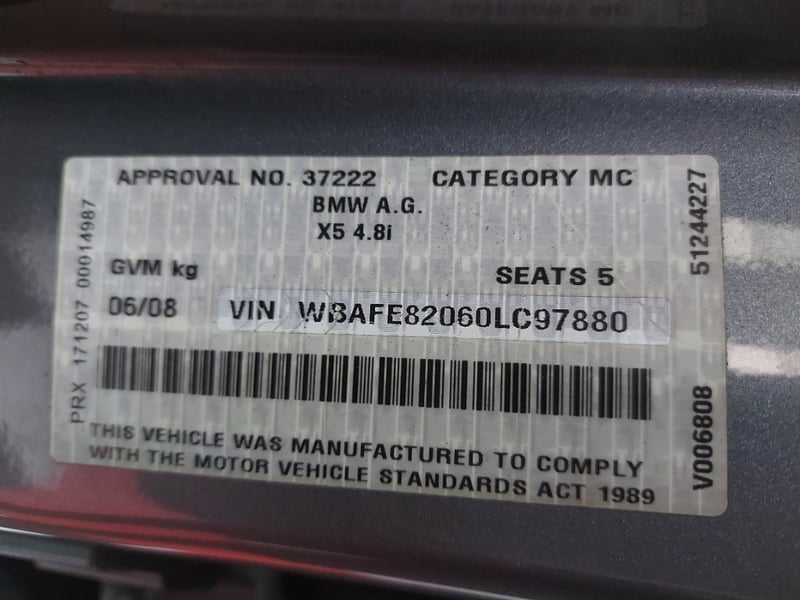 APPROVAL NO. 37222 CATEGORY MC
BMW A.G.
X5 4.8i
GVM kg SEATS 5
06/08 VIN WBAFE82060LC97880
THIS VEHICLE WAS MANUFACTURED TO COMPLY
WITH THE MOTOR VEHICLE STANDARDS ACT 1989
PRX 171207 00014987
51244227
V006808